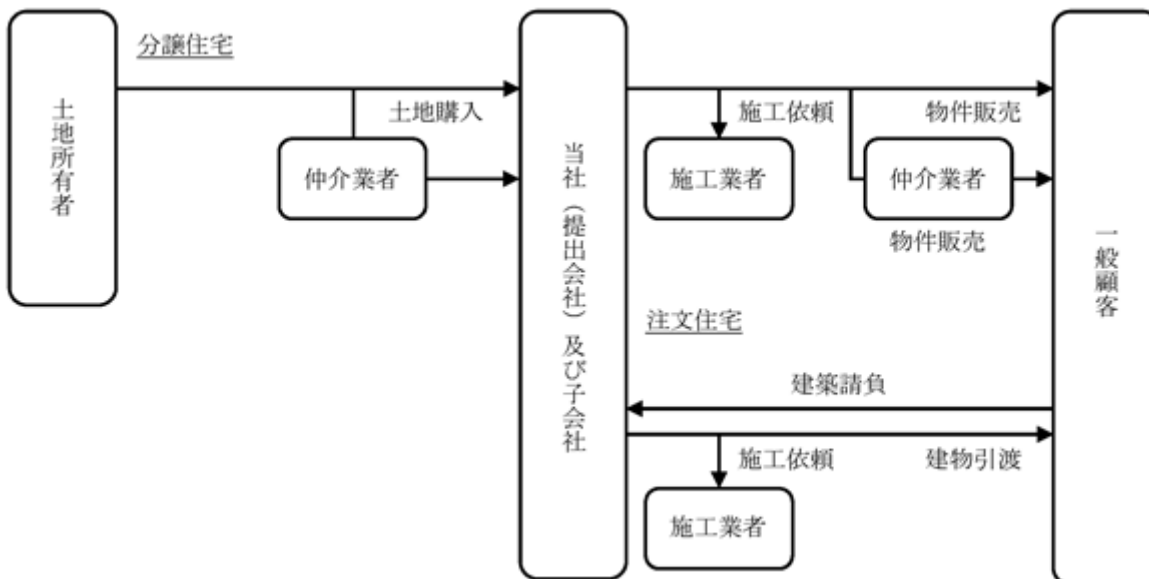 分譲住宅
土地所有者
土地購入
仲介業者
当社（提出会社）及び子会社
施工依頼
物件販売
施工業者
仲介業者
物件販売
一般顧客
注文住宅
建築請負
施工依頼
建物引渡
施工業者